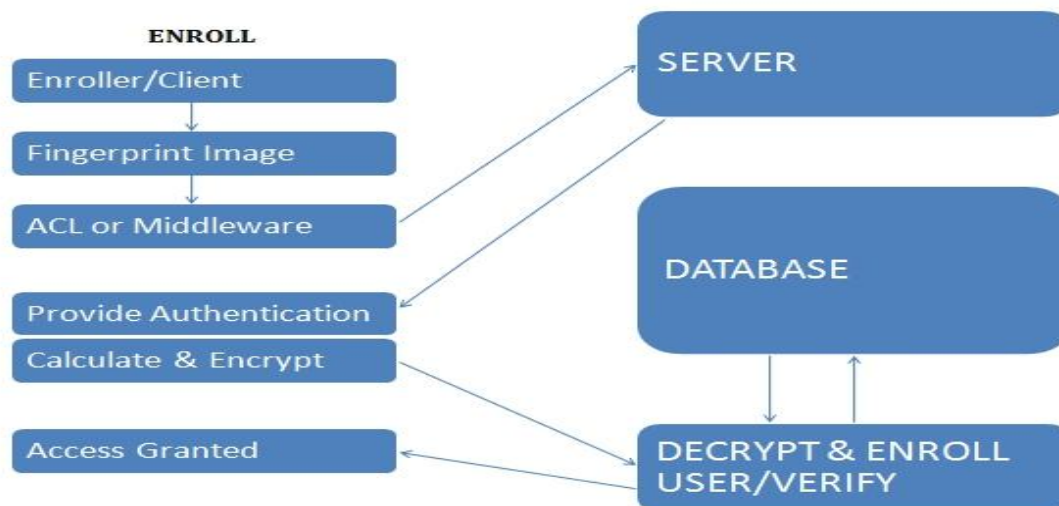 ENROLL
Enroller/Client
Fingerprint Image
ACL or Middleware
Provide Authentication
Calculate & Encrypt
Access Granted
SERVER
DATABASE
DECRYPT & ENROLL
USER/VERIFY